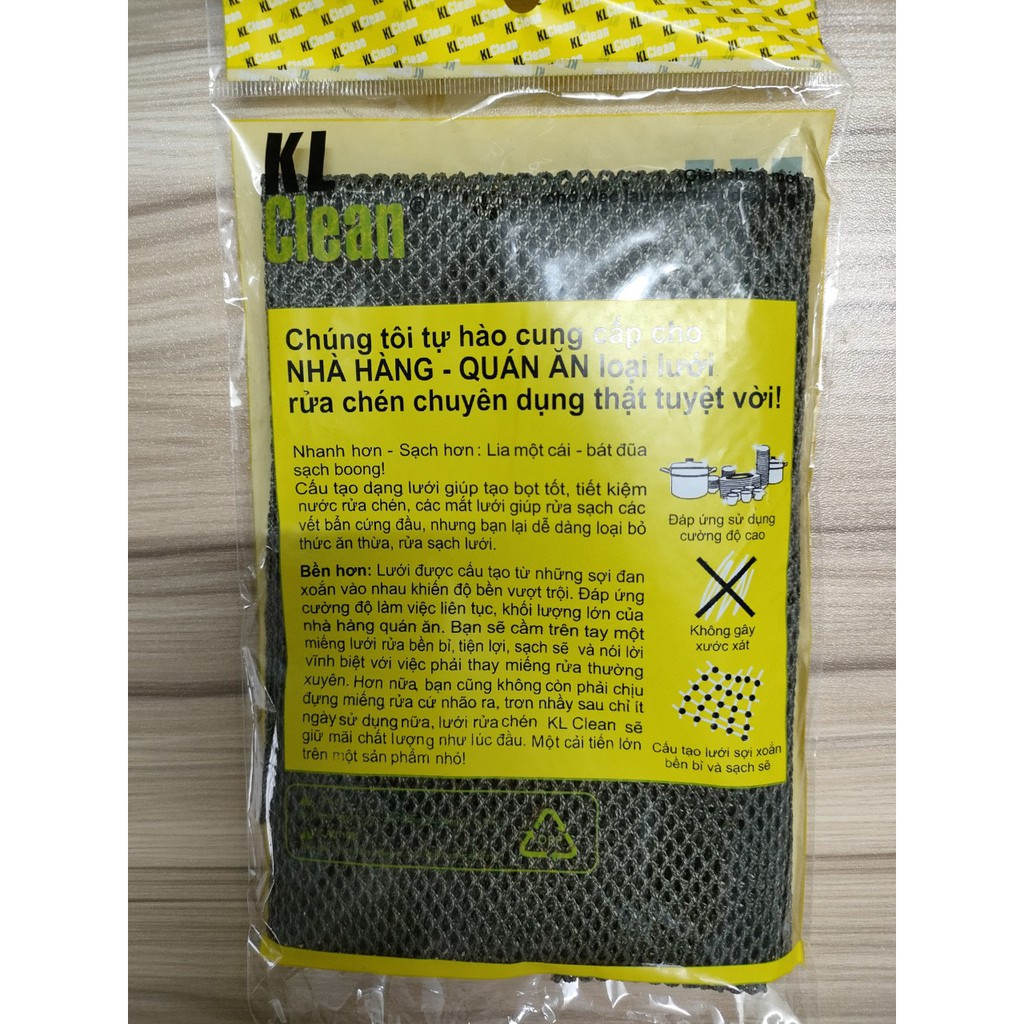 KL
Clean®
Giải pháp mới
Chúng tôi tự hào cung cấp cho
NHÀ HÀNG - QUÁN ĂN loại lưới
rửa chén chuyên dụng thật tuyệt vời!
Nhanh hơn - Sạch hơn: Lia một cái - bát đũa
sạch boong!
Cấu tạo dạng lưới giúp tạo bọt tốt, tiết kiệm
nước rửa chén, các mắt lưới giúp rửa sạch các
vết bẩn cứng đầu, nhưng bạn lại dễ dàng loại bỏ
thức ăn thừa, rửa sạch lưới.
Bền hơn: Lưới được cấu tạo từ những sợi đan
xoắn vào nhau khiến độ bền vượt trội. Đáp ứng
cường độ làm việc liên tục, khối lượng lớn của
nhà hàng quán ăn. Bạn sẽ cầm trên tay một
miếng lưới rửa bền bỉ, tiện lợi, sạch sẽ và nói lời
vĩnh biệt với việc phải thay miếng rửa thường
xuyên. Hơn nữa, bạn cũng không còn phải chịu
đựng miếng rửa cứ nhão ra, trơn nhầy sau chỉ ít
ngày sử dụng nữa, lưới rửa chén KL Clean sẽ
giữ mãi chất lượng như lúc đầu. Một cải tiến lớn
trên một sản phẩm nhỏ!
Đáp ứng sử dụng
cường độ cao
Không gây
xước xát
Cấu tạo lưới sợi xoắn
bền bỉ và sạch sẽ